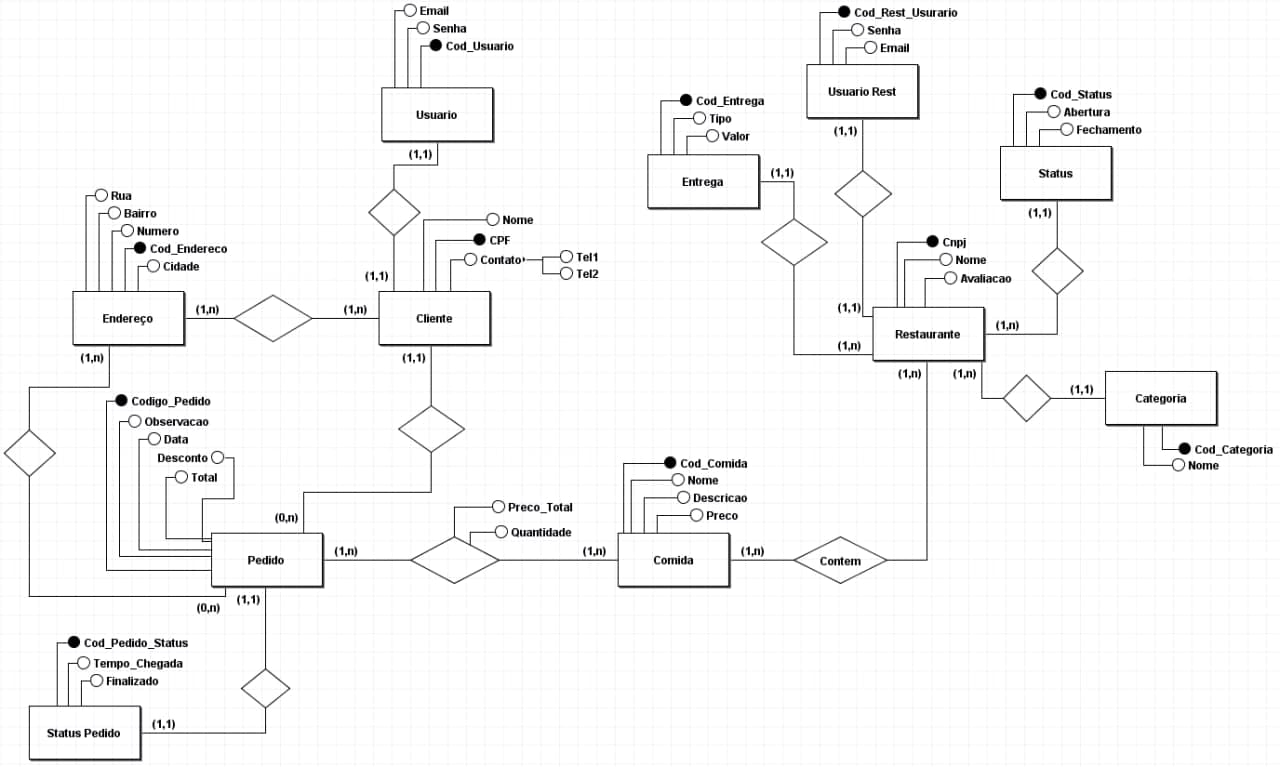 Email
Senha
Cod_Usuario
Usuario
(1,1)
Cod_Rest_Usurario
Senha
Email
Usuario Rest
(1,1)
Cod_Entrega
Tipo
Valor
Entrega
(1,1)
Cod_Status
Abertura
Fechamento
Status
(1,1)
Rua
Bairro
Numero
Cod_Endereco
Cidade
Endereço
(1,n)
(1,n)
(1,n)
Nome
CPF
Contato
Tel1
Tel2
(1,1)
Cliente
(1,1)
Cnpj
Nome
Avaliacao
(1,1)
Restaurante
(1,n)
(1,n)
(1,n)
(1,n)
(1,1)
Categoria
Cod_Categoria
Nome
Codigo_Pedido
Observacao
Data
Desconto
Total
(0,n)
Pedido
(1,n)
(0,n)
(1,1)
Preco_Total
Quantidade
(1,n)
Cod_Comida
Nome
Descricao
Preco
Comida
(1,n)
Contem
Cod_Pedido_Status
Tempo_Chegada
Finalizado
Status Pedido
(1,1)